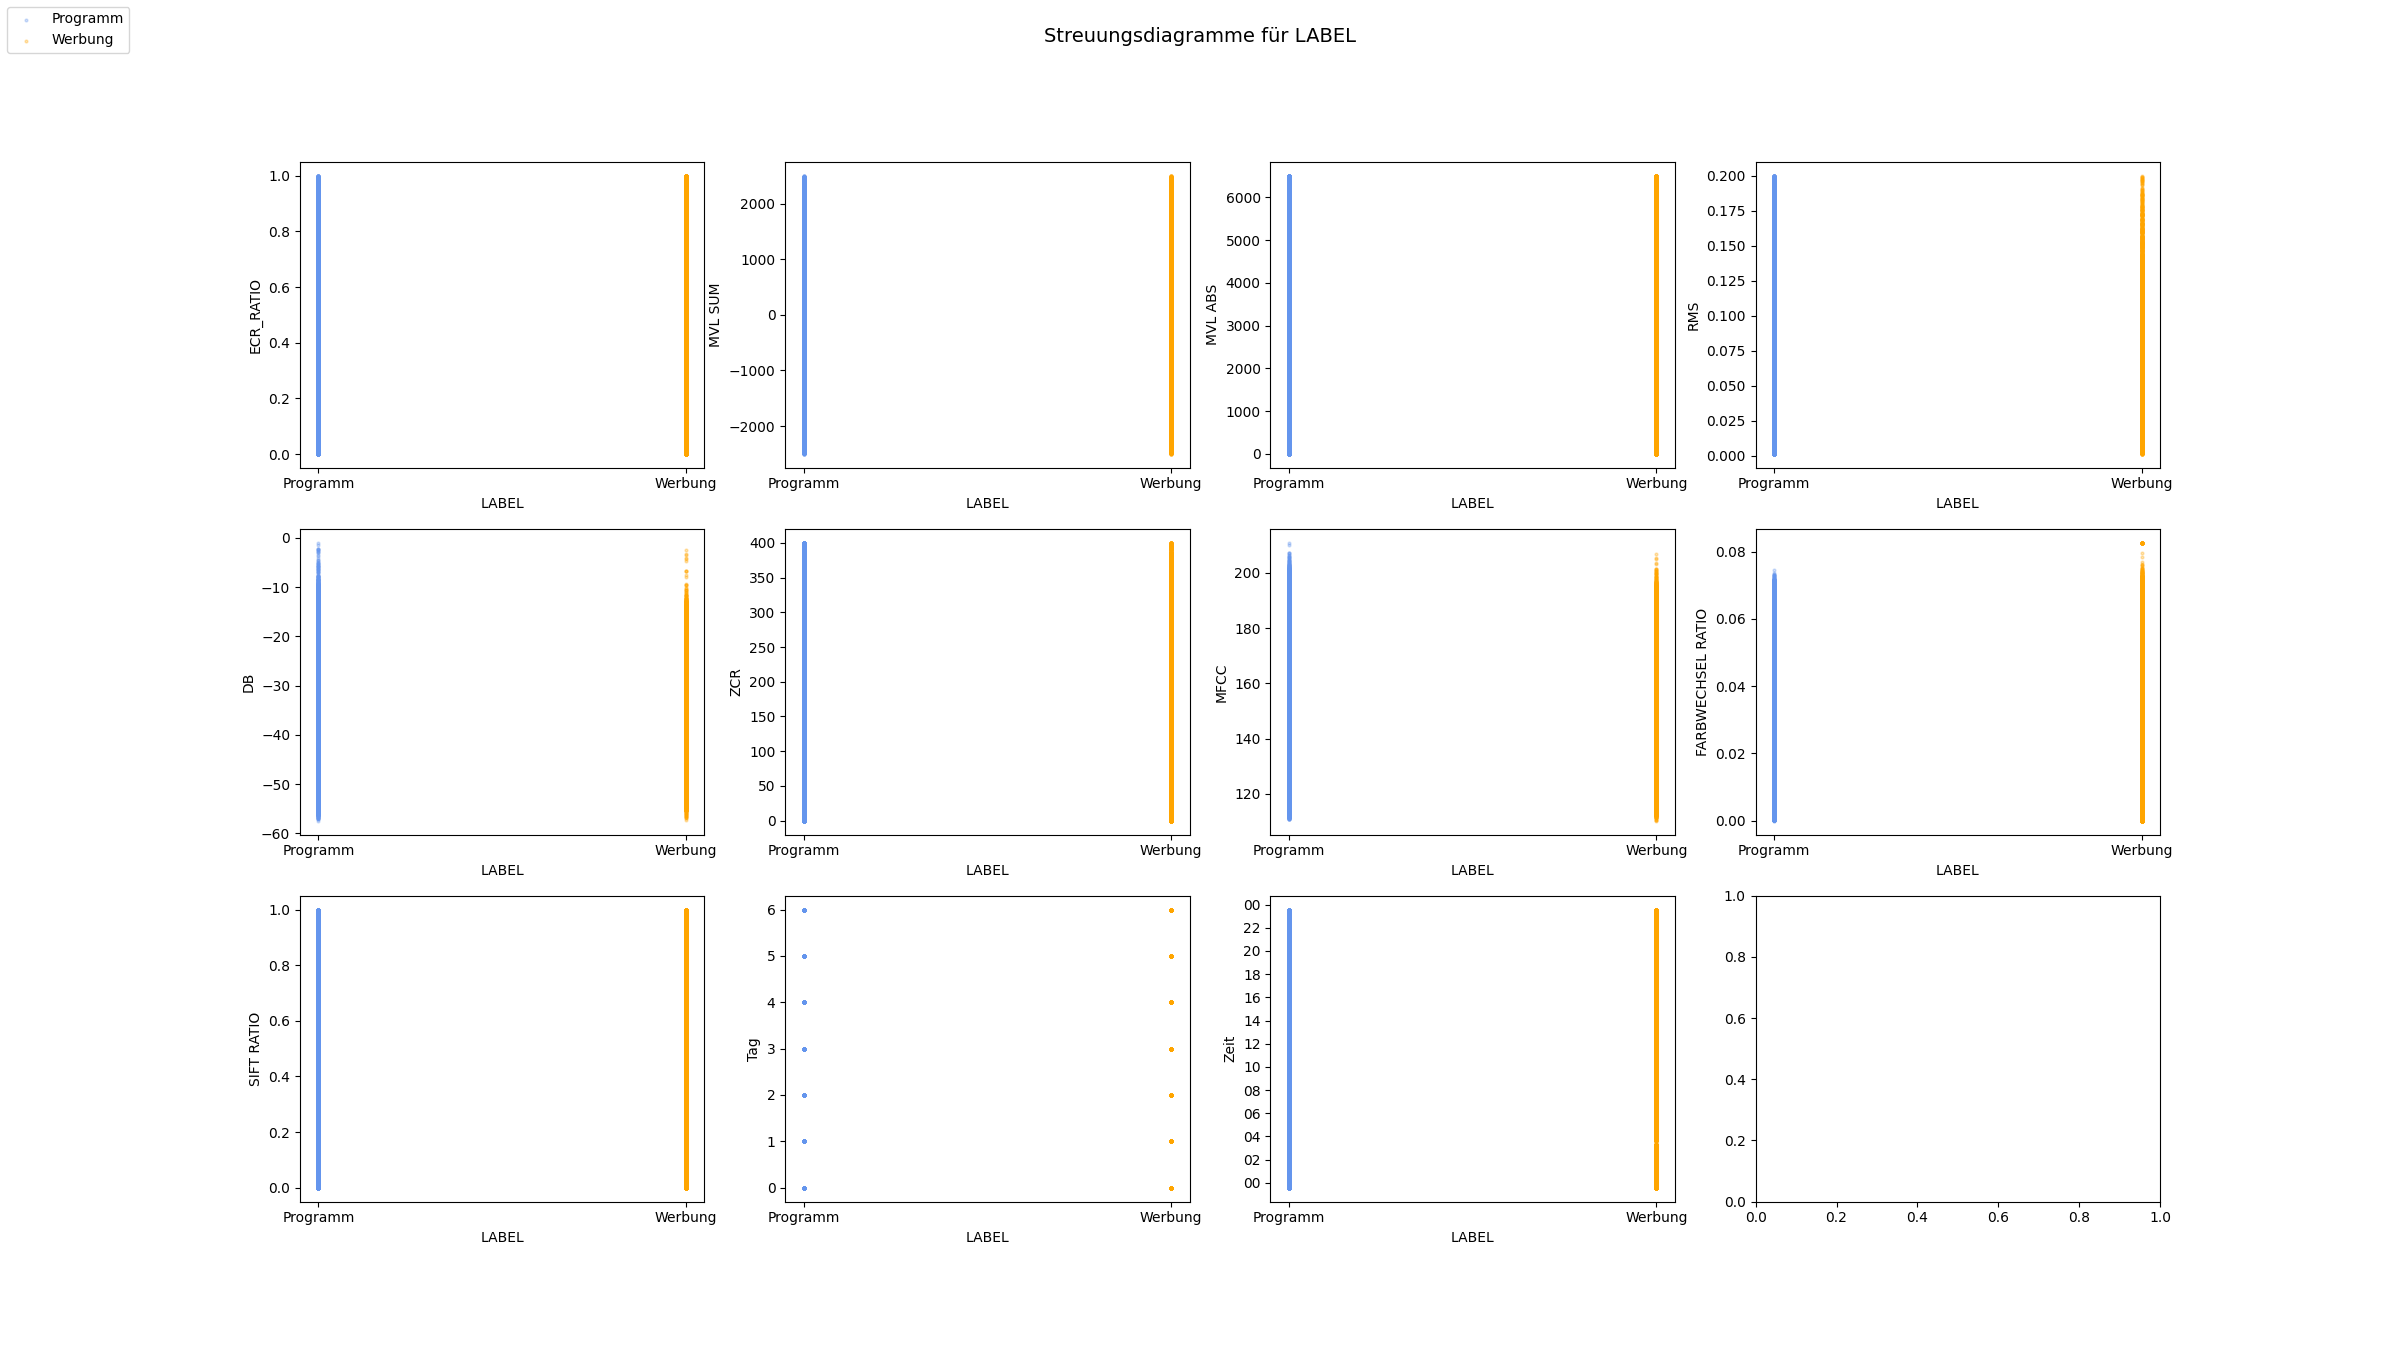 Programm
Werbung
Streuungsdiagramme für LABEL
ECR_RATIO
1.0
0.8
0.6
0.4
0.2
0.0
Programm Werbung
LABEL
MVL SUM
2000
1000
0
−1000
−2000
Programm Werbung
LABEL
MVL ABS
6000
5000
4000
3000
2000
1000
0
Programm Werbung
LABEL
RMS
0.200
0.175
0.150
0.125
0.100
0.075
0.050
0.025
0.000
Programm Werbung
LABEL
DB
0
−10
−20
−30
−40
−50
−60
Programm Werbung
LABEL
ZCR
400
350
300
250
200
150
100
50
0
Programm Werbung
LABEL
MFCC
200
180
160
140
120
Programm Werbung
LABEL
FARBWECHSEL RATIO
0.08
0.06
0.04
0.02
0.00
Programm Werbung
LABEL
SIFT RATIO
1.0
0.8
0.6
0.4
0.2
0.0
Programm Werbung
LABEL
Tag
6
5
4
3
2
1
0
Programm Werbung
LABEL
Zeit
00
22
20
18
16
14
12
10
08
06
04
02
00
Programm Werbung
LABEL
1.0
0.8
0.6
0.4
0.2
0.0
0.0 0.2 0.4 0.6 0.8 1.0